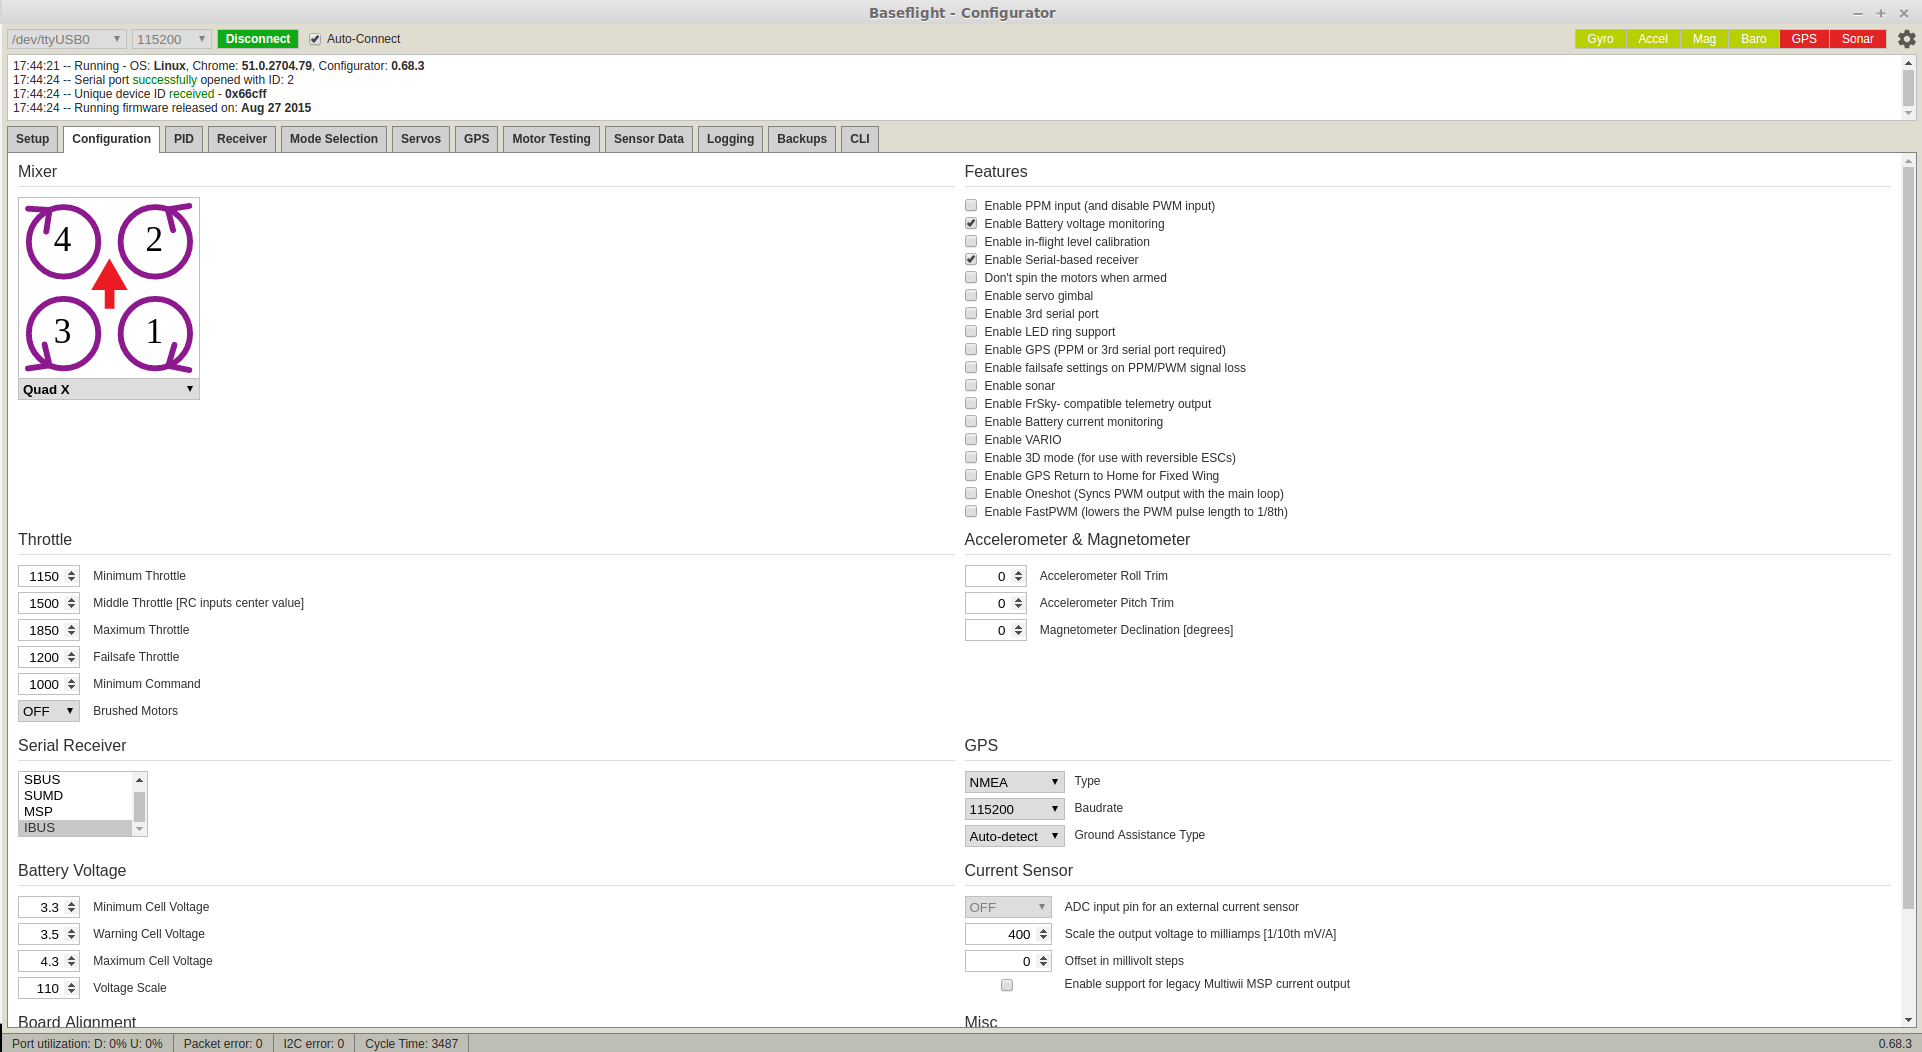 Baseflight - Configurator
/dev/ttyUSB0 115200 Disconnect Auto-Connect Gyro Accel Mag Baro GPS Sonar
17:44:21 -- Running - OS: Linux, Chrome: 51.0.2704.79, Configurator: 0.68.3
17:44:24 -- Serial port successfully opened with ID: 2
17:44:24 -- Unique device ID received - 0x66cff
17:44:24 -- Running firmware released on: Aug 27 2015
Setup Configuration PID Receiver Mode Selection Servos GPS Motor Testing Sensor Data Logging Backups CLI
Mixer
4 2
3 1
Quad X
Features
Enable PPM input (and disable PWM input)
Enable Battery voltage monitoring
Enable in-flight level calibration
Enable Serial-based receiver
Don't spin the motors when armed
Enable servo gimbal
Enable 3rd serial port
Enable LED ring support
Enable GPS (PPM or 3rd serial port required)
Enable failsafe settings on PPM/PWM signal loss
Enable sonar
Enable FrSky- compatible telemetry output
Enable Battery current monitoring
Enable VARIO
Enable 3D mode (for use with reversible ESCs)
Enable GPS Return to Home for Fixed Wing
Enable Oneshot (Syncs PWM output with the main loop)
Enable FastPWM (lowers the PWM pulse length to 1/8th)
Throttle
1150 Minimum Throttle
1500 Middle Throttle [RC inputs center value]
1850 Maximum Throttle
1200 Failsafe Throttle
1000 Minimum Command
OFF Brushed Motors
Accelerometer & Magnetometer
0 Accelerometer Roll Trim
0 Accelerometer Pitch Trim
0 Magnetometer Declination [degrees]
Serial Receiver
SBUS
SUMD
MSP
IBUS
GPS
NMEA Type
115200 Baudrate
Auto-detect Ground Assistance Type
Battery Voltage
3.3 Minimum Cell Voltage
3.5 Warning Cell Voltage
4.3 Maximum Cell Voltage
110 Voltage Scale
Current Sensor
OFF ADC input pin for an external current sensor
400 Scale the output voltage to milliamps [1/10th mV/A]
0 Offset in millivolt steps
Enable support for legacy Multiwii MSP current output
Board Alignment
Misc
Port utilization: D: 0% U: 0% Packet error: 0 I2C error: 0 Cycle Time: 3487 0.68.3